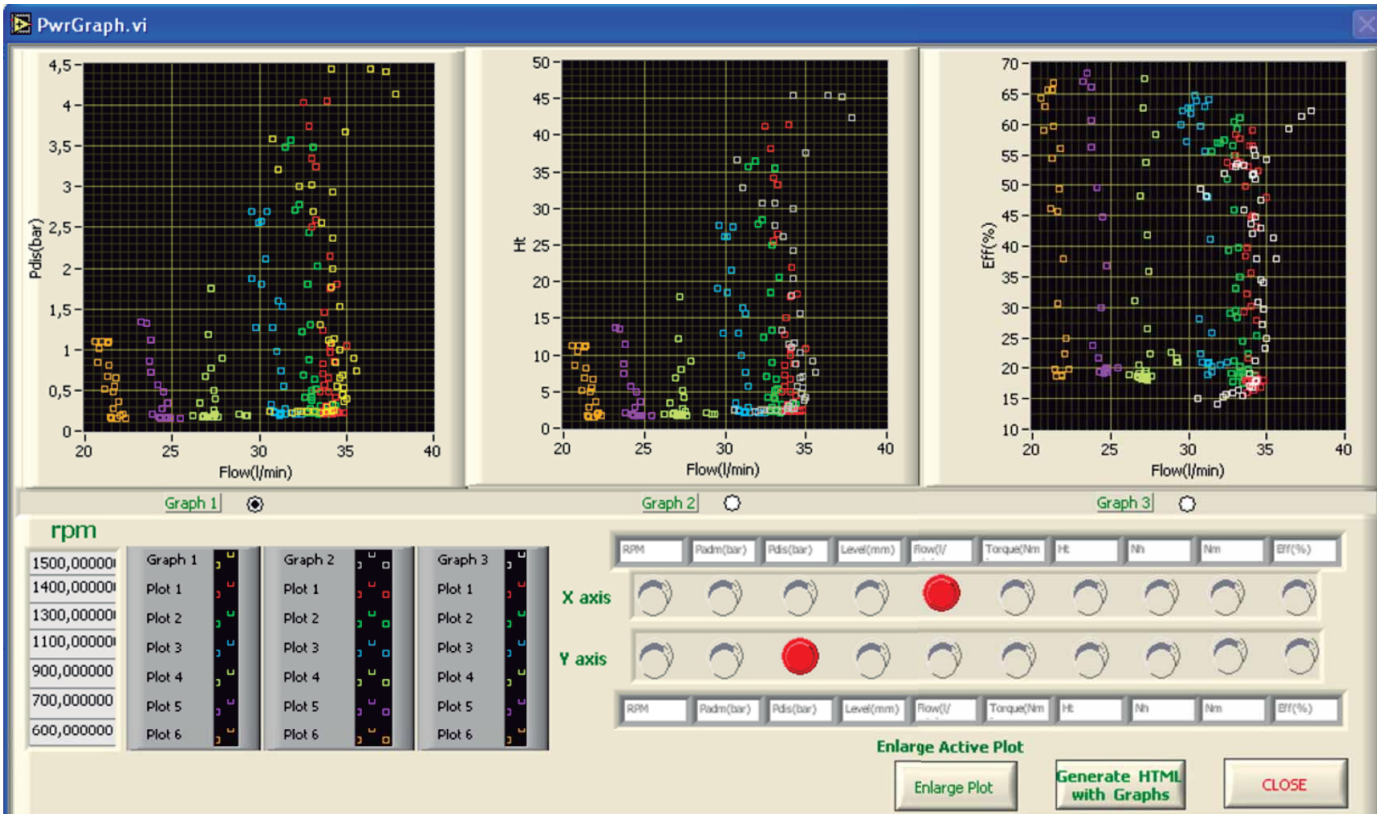 PwrGraph.vi
4,5
4
3,5
3
2,5
2
1,5
1
0,5
0
Pdis(bar)
20 25 30 35 40
Flow(l/min)
50
45
40
35
30
25
20
15
10
5
0
Ht
20 25 30 35 40
Flow(l/min)
70
65
60
55
50
45
40
35
30
25
20
15
10
Eff(%)
20 25 30 35 40
Flow(l/min)
Graph 1 Graph 2 Graph 3
rpm
1500,000000
1400,000000
1300,000000
1100,000000
900,000000
700,000000
600,000000
Graph 1
Plot 1
Plot 2
Plot 3
Plot 4
Plot 5
Plot 6
Graph 2
Plot 1
Plot 2
Plot 3
Plot 4
Plot 5
Plot 6
Graph 3
Plot 1
Plot 2
Plot 3
Plot 4
Plot 5
Plot 6
RPM Padm(bar) Pdis(bar) Level(mm) Flow(l/ Torque(Nm Ht Nh Nm Eff(%)
X axis
Y axis
RPM Padm(bar) Pdis(bar) Level(mm) Flow(l/ Torque(Nm Ht Nh Nm Eff(%)
Enlarge Active Plot
Enlarge Plot
Generate HTML
with Graphs
CLOSE